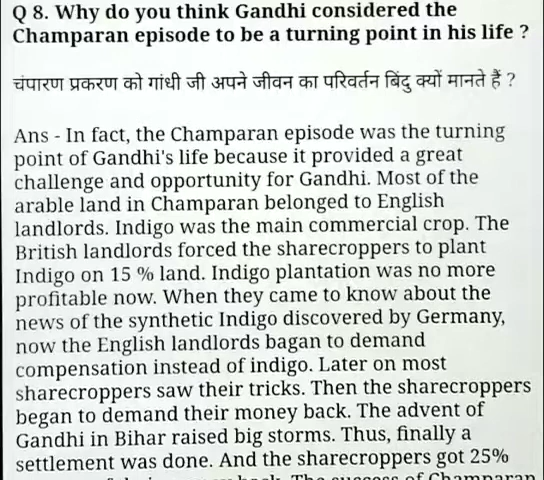 Q 8. Why do you think Gandhi considered the
Champaran episode to be a turning point in his life ?
चंपारण प्रकरण को गांधी जी अपने जीवन का परिवर्तन बिंदु क्यों मानते हैं ?
Ans - In fact, the Champaran episode was the turning
point of Gandhi's life because it provided a great
challenge and opportunity for Gandhi. Most of the
arable land in Champaran belonged to English
landlords. Indigo was the main commercial crop. The
British landlords forced the sharecroppers to plant
Indigo on 15 % land. Indigo plantation was no more
profitable now. When they came to know about the
news of the synthetic Indigo discovered by Germany,
now the English landlords bagan to demand
compensation instead of indigo. Later on most
sharecroppers saw their tricks. Then the sharecroppers
began to demand their money back. The advent of
Gandhi in Bihar raised big storms. Thus, finally a
settlement was done. And the sharecroppers got 25%
back. The success of Champaran